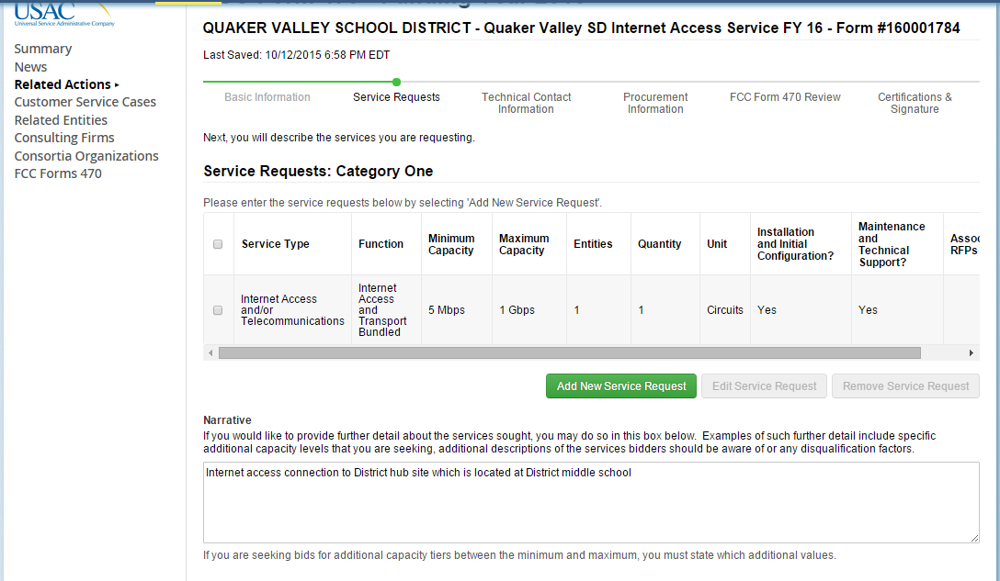 USAC
Universal Service Administrative Company
Summary
News
Related Actions ▸
Customer Service Cases
Related Entities
Consulting Firms
Consortia Organizations
FCC Forms 470
QUAKER VALLEY SCHOOL DISTRICT - Quaker Valley SD Internet Access Service FY 16 - Form #160001784
Last Saved: 10/12/2015 6:58 PM EDT
Basic Information
Service Requests
Technical Contact
Information
Procurement
Information
FCC Form 470 Review
Certifications &
Signature
Next, you will describe the services you are requesting.
Service Requests: Category One
Please enter the service requests below by selecting 'Add New Service Request'.
Service Type
Function
Minimum
Capacity
Maximum
Capacity
Entities
Quantity
Unit
Installation
and Initial
Configuration?
Maintenance
and
Technical
Support?
Assoc
RFPs
Internet Access
and/or
Telecommunications
Internet
Access
and
Transport
Bundled
5 Mbps
1 Gbps
1
1
Circuits
Yes
Yes
Add New Service Request
Edit Service Request
Remove Service Request
Narrative
If you would like to provide further detail about the services sought, you may do so in this box below.  Examples of such further detail include specific
additional capacity levels that you are seeking, additional descriptions of the services bidders should be aware of or any disqualification factors.
Internet access connection to District hub site which is located at District middle school
If you are seeking bids for additional capacity tiers between the minimum and maximum, you must state which additional values.